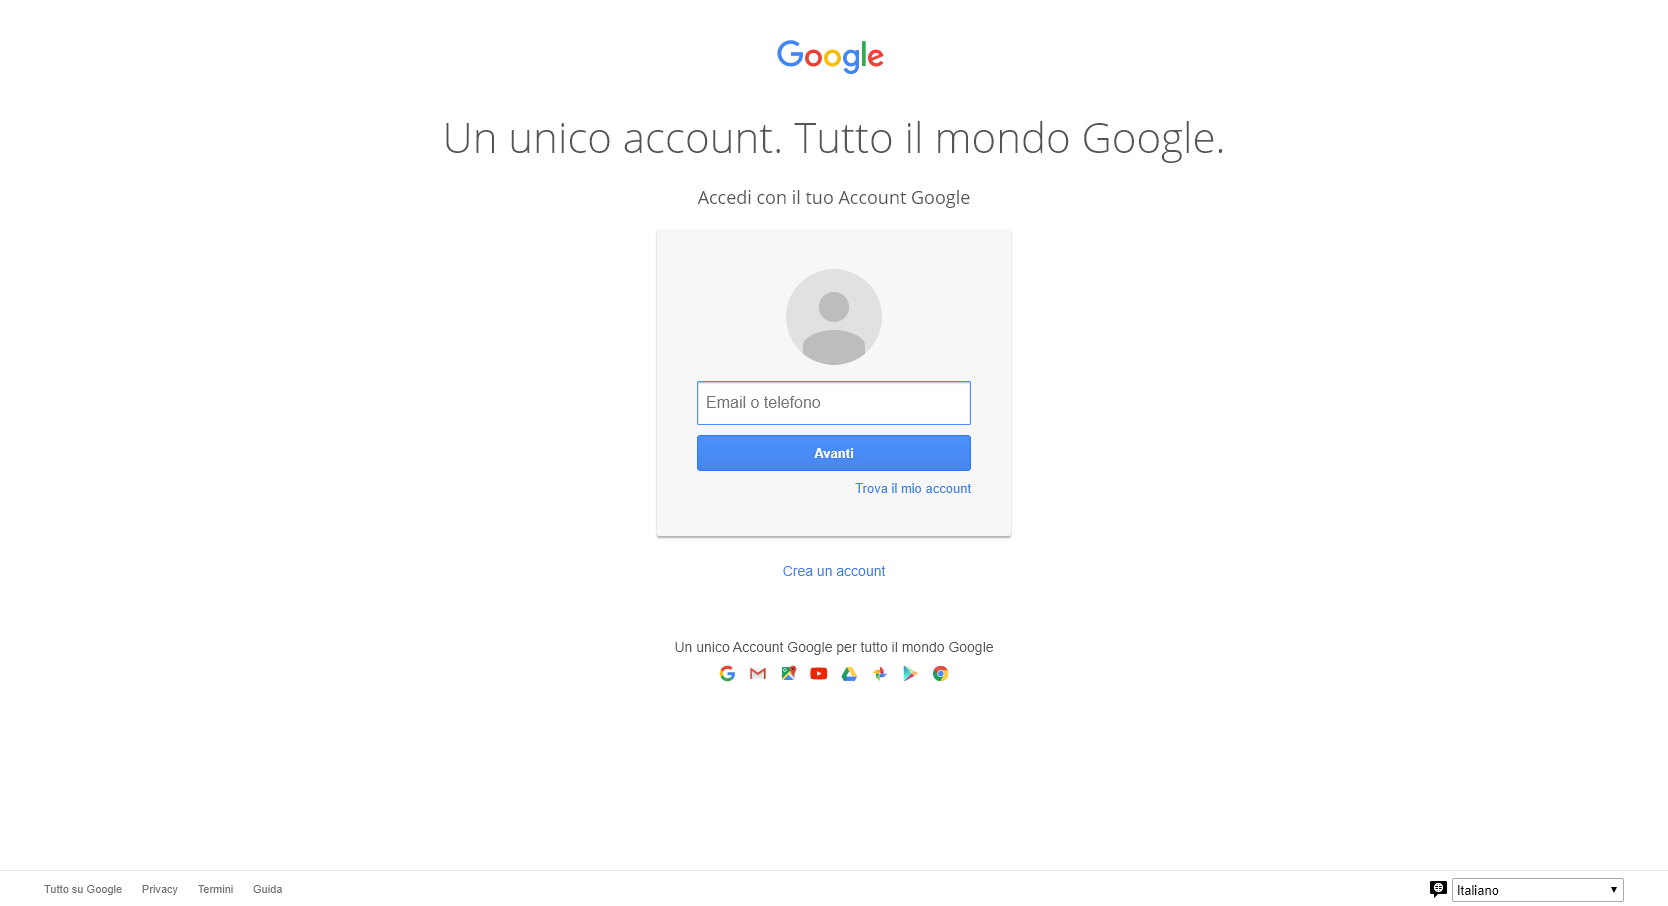 Google
Un unico account. Tutto il mondo Google.
Accedi con il tuo Account Google
Email o telefono
Avanti
Trova il mio account
Crea un account
Un unico Account Google per tutto il mondo Google
Tutto su Google Privacy Termini Guida Italiano